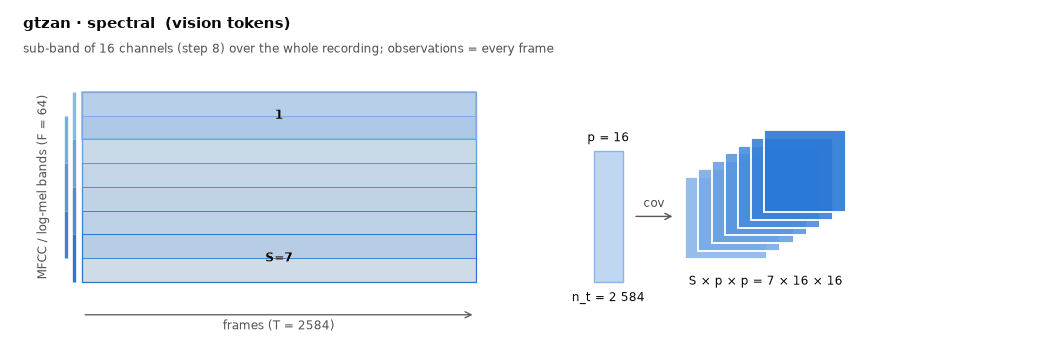 gtzan · spectral  (vision tokens)
sub-band of 16 channels (step 8) over the whole recording; observations = every frame
MFCC / log-mel bands (F = 64)
1
S=7
frames (T = 2584)
p = 16
n_t = 2 584
cov
S × p × p = 7 × 16 × 16